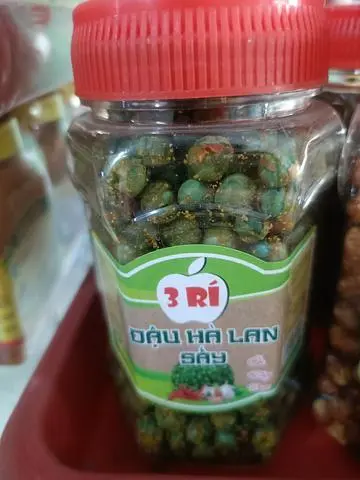 3 RÍ
ĐẬU HÀ LAN
SẤY